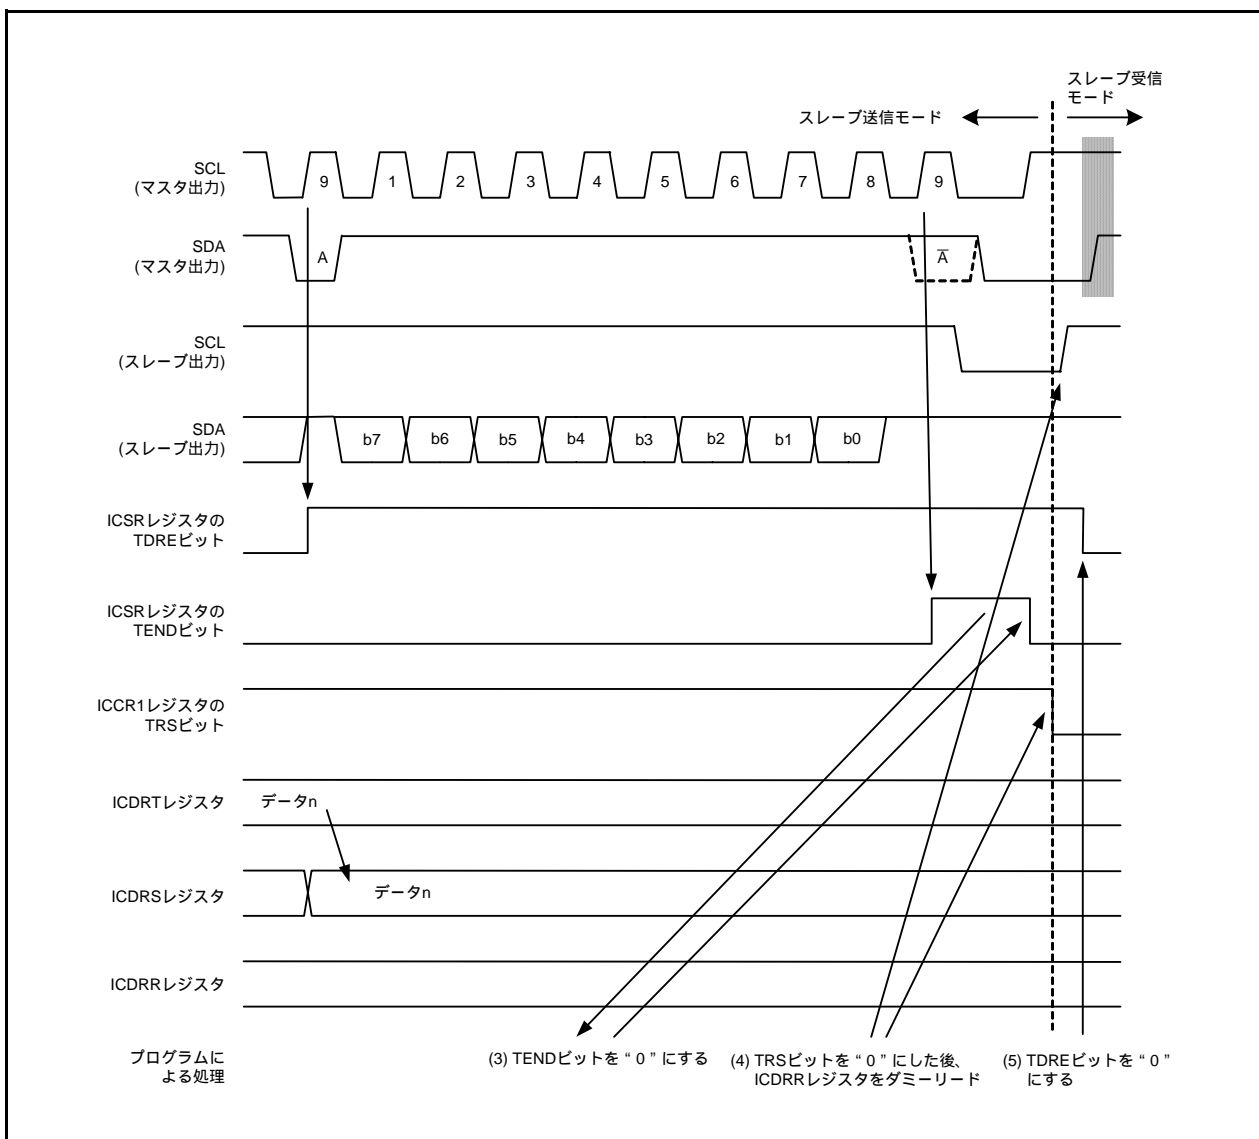 スレーブ受信
モード
スレーブ送信モード
SCL
(マスタ出力)
9 1 2 3 4 5 6 7 8 9
SDA
(マスタ出力)
A A̅
SCL
(スレーブ出力)
SDA
(スレーブ出力)
b7 b6 b5 b4 b3 b2 b1 b0
ICSRレジスタの
TDREビット
ICSRレジスタの
TENDビット
ICCR1レジスタの
TRSビット
ICDRTレジスタ データn
ICDRSレジスタ データn
ICDRRレジスタ
プログラムに
よる処理
(3) TENDビットを“0”にする
(4) TRSビットを“0”にした後、
ICDRRレジスタをダミーリード
(5) TDREビットを“0”
にする